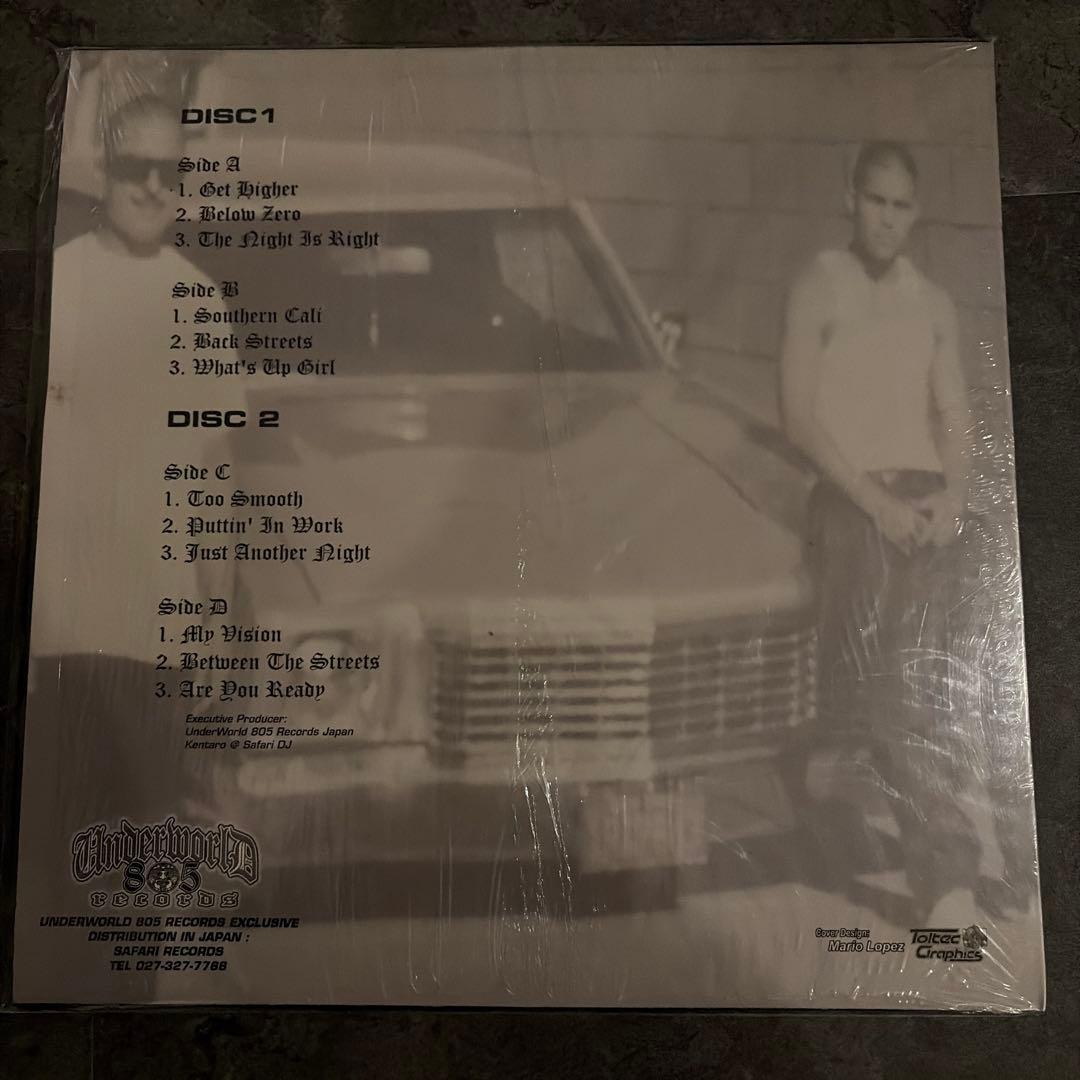 DISC 1
Side A
1. Get Higher
2. Below Zero
3. The Night Is Right
Side B
1. Southern Cali
2. Back Streets
3. What's Up Girl
DISC 2
Side C
1. Too Smooth
2. Puttin' In Work
3. Just Another Night
Side D
1. My Vision
2. Between The Streets
3. Are You Ready
Executive Producer:
UnderWorld 805 Records Japan
Kentaro @ Safari DJ
UnderworlD
805
records
UNDERWORLD 805 RECORDS EXCLUSIVE
DISTRIBUTION IN JAPAN :
SAFARI RECORDS
TEL 027-327-7766
Cover Design:
Mario Lopez
Toltec
Graphics